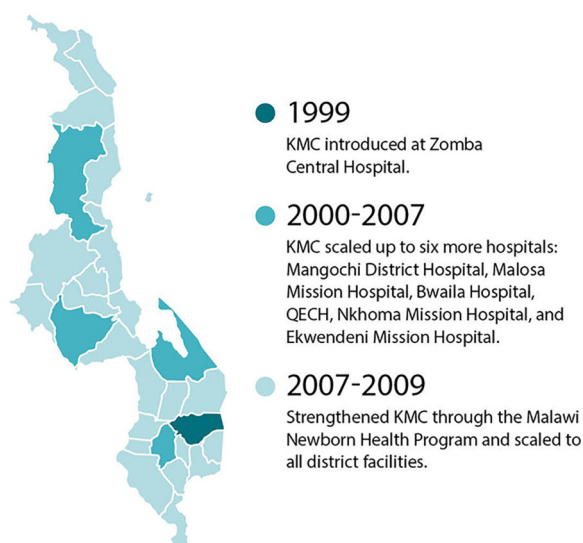 1999
KMC introduced at Zomba
Central Hospital.
2000-2007
KMC scaled up to six more hospitals:
Mangochi District Hospital, Malosa
Mission Hospital, Bwaila Hospital,
QECH, Nkhoma Mission Hospital, and
Ekwendeni Mission Hospital.
2007-2009
Strengthened KMC through the Malawi
Newborn Health Program and scaled to
all district facilities.